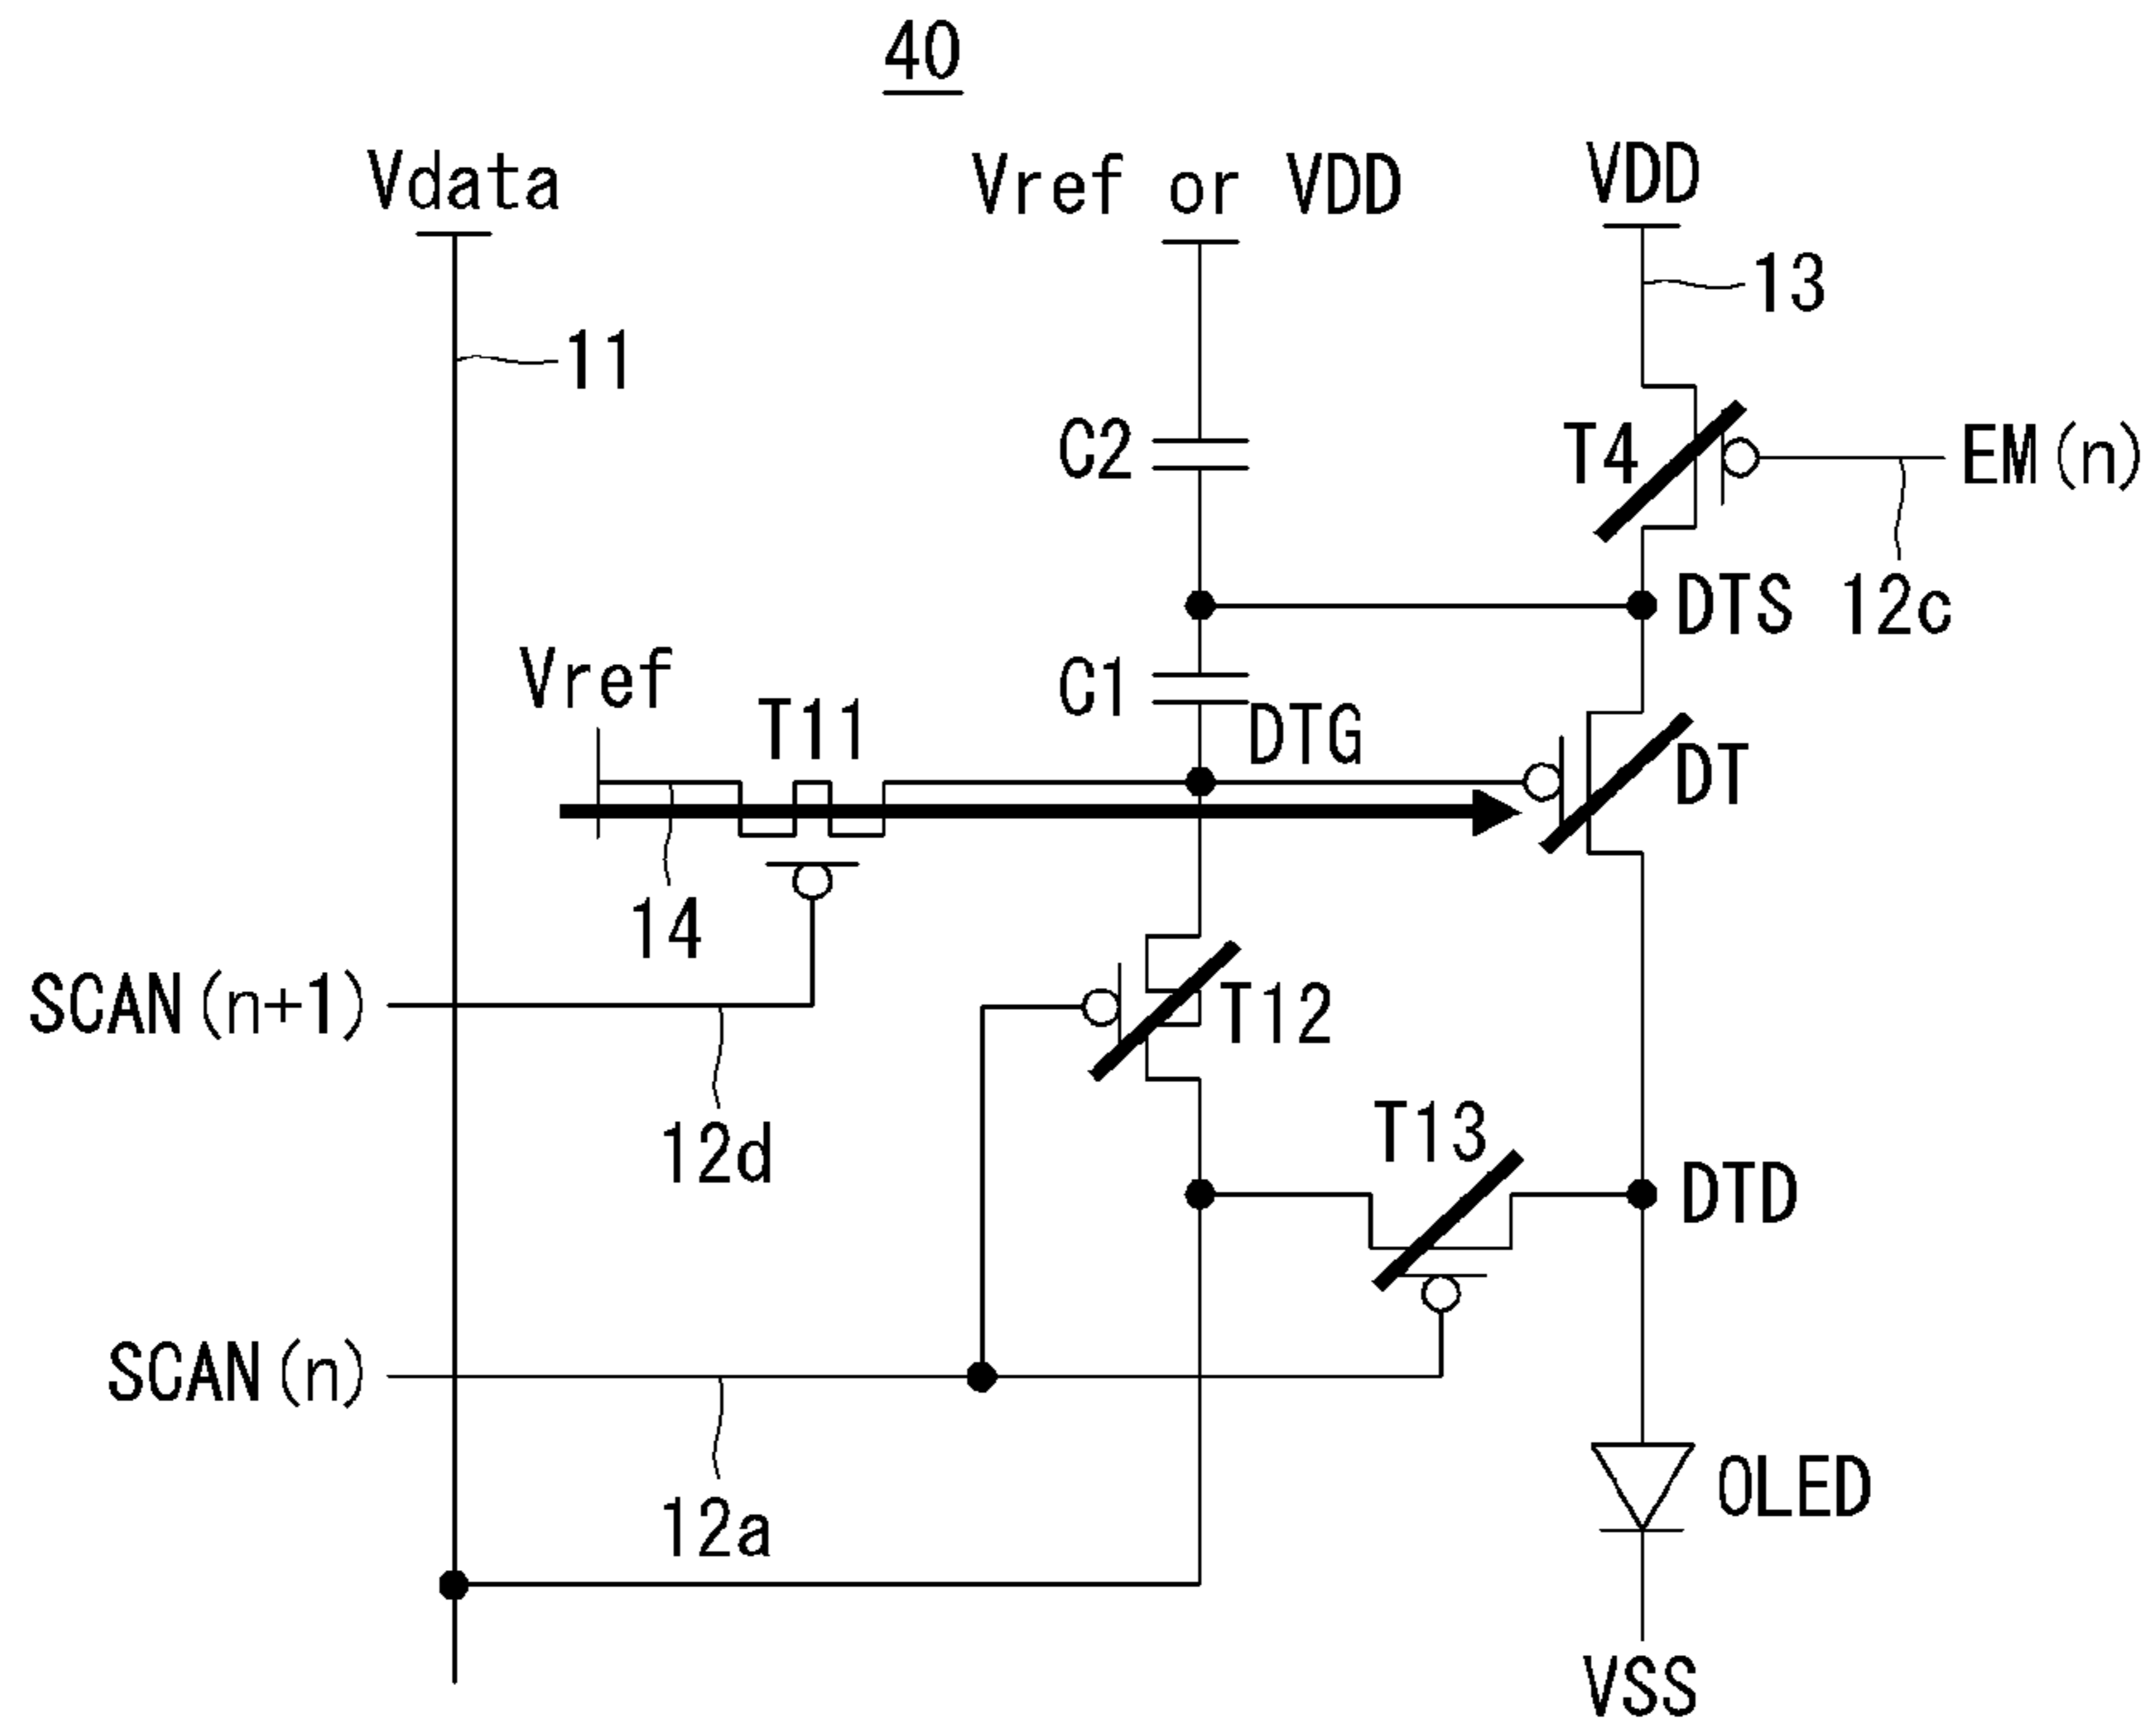 40
Vdata
Vref or VDD
VDD
13
11
C2
T4
EM(n)
DTS
12c
Vref
T11
C1
DTG
DT
14
SCAN(n+1)
T12
12d
T13
DTD
SCAN(n)
12a
OLED
VSS